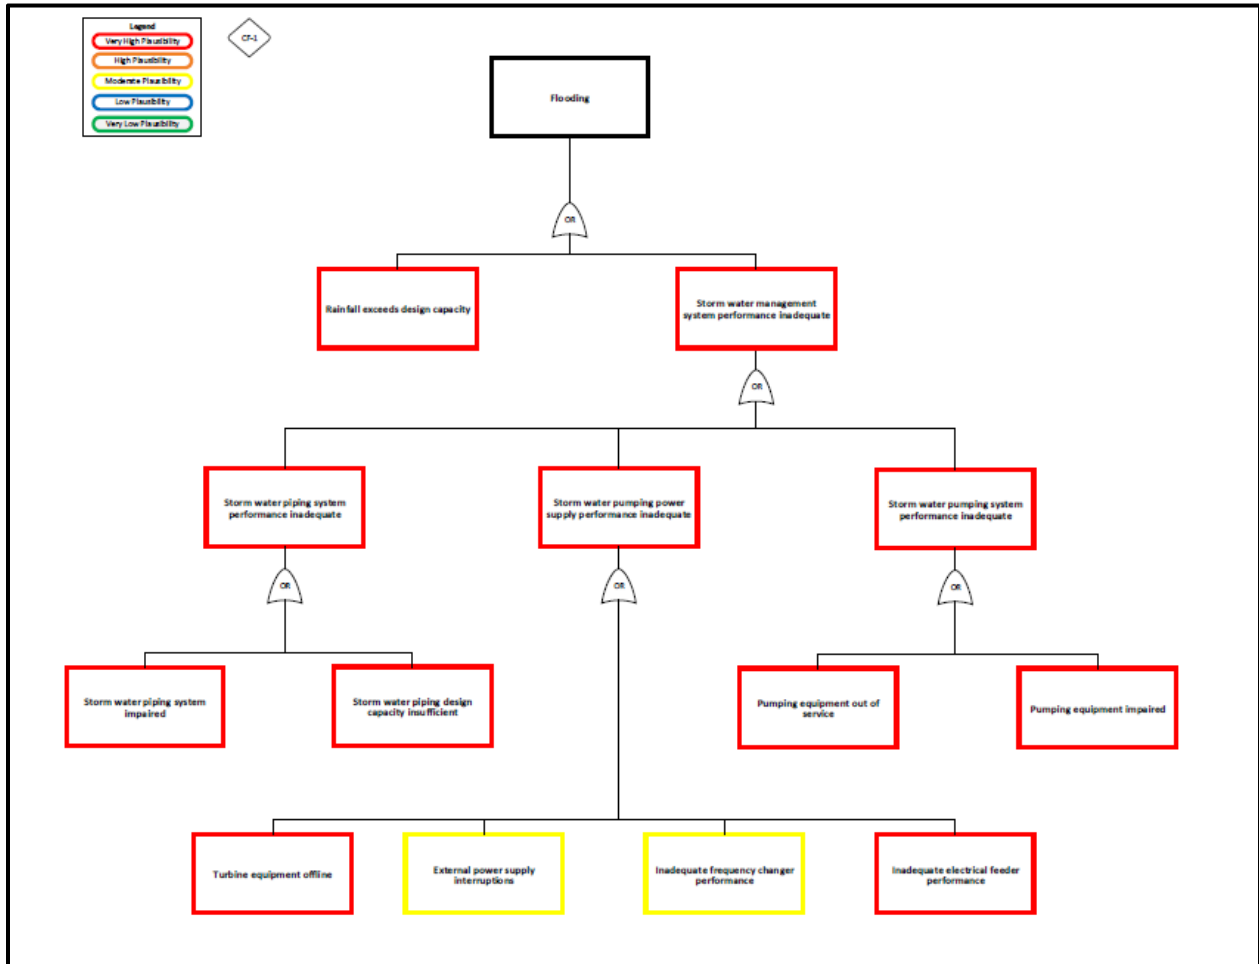 Legend
Very High Plausibility
High Plausibility
Moderate Plausibility
Low Plausibility
Very Low Plausibility
CF-1
Flooding
OR
Rainfall exceeds design capacity
Storm water management
system performance inadequate
OR
Storm water piping system
performance inadequate
Storm water pumping power
supply performance inadequate
Storm water pumping system
performance inadequate
OR
OR
OR
Storm water piping system
impaired
Storm water piping design
capacity insufficient
Pumping equipment out of
service
Pumping equipment impaired
Turbine equipment offline
External power supply
interruptions
Inadequate frequency changer
performance
Inadequate electrical feeder
performance